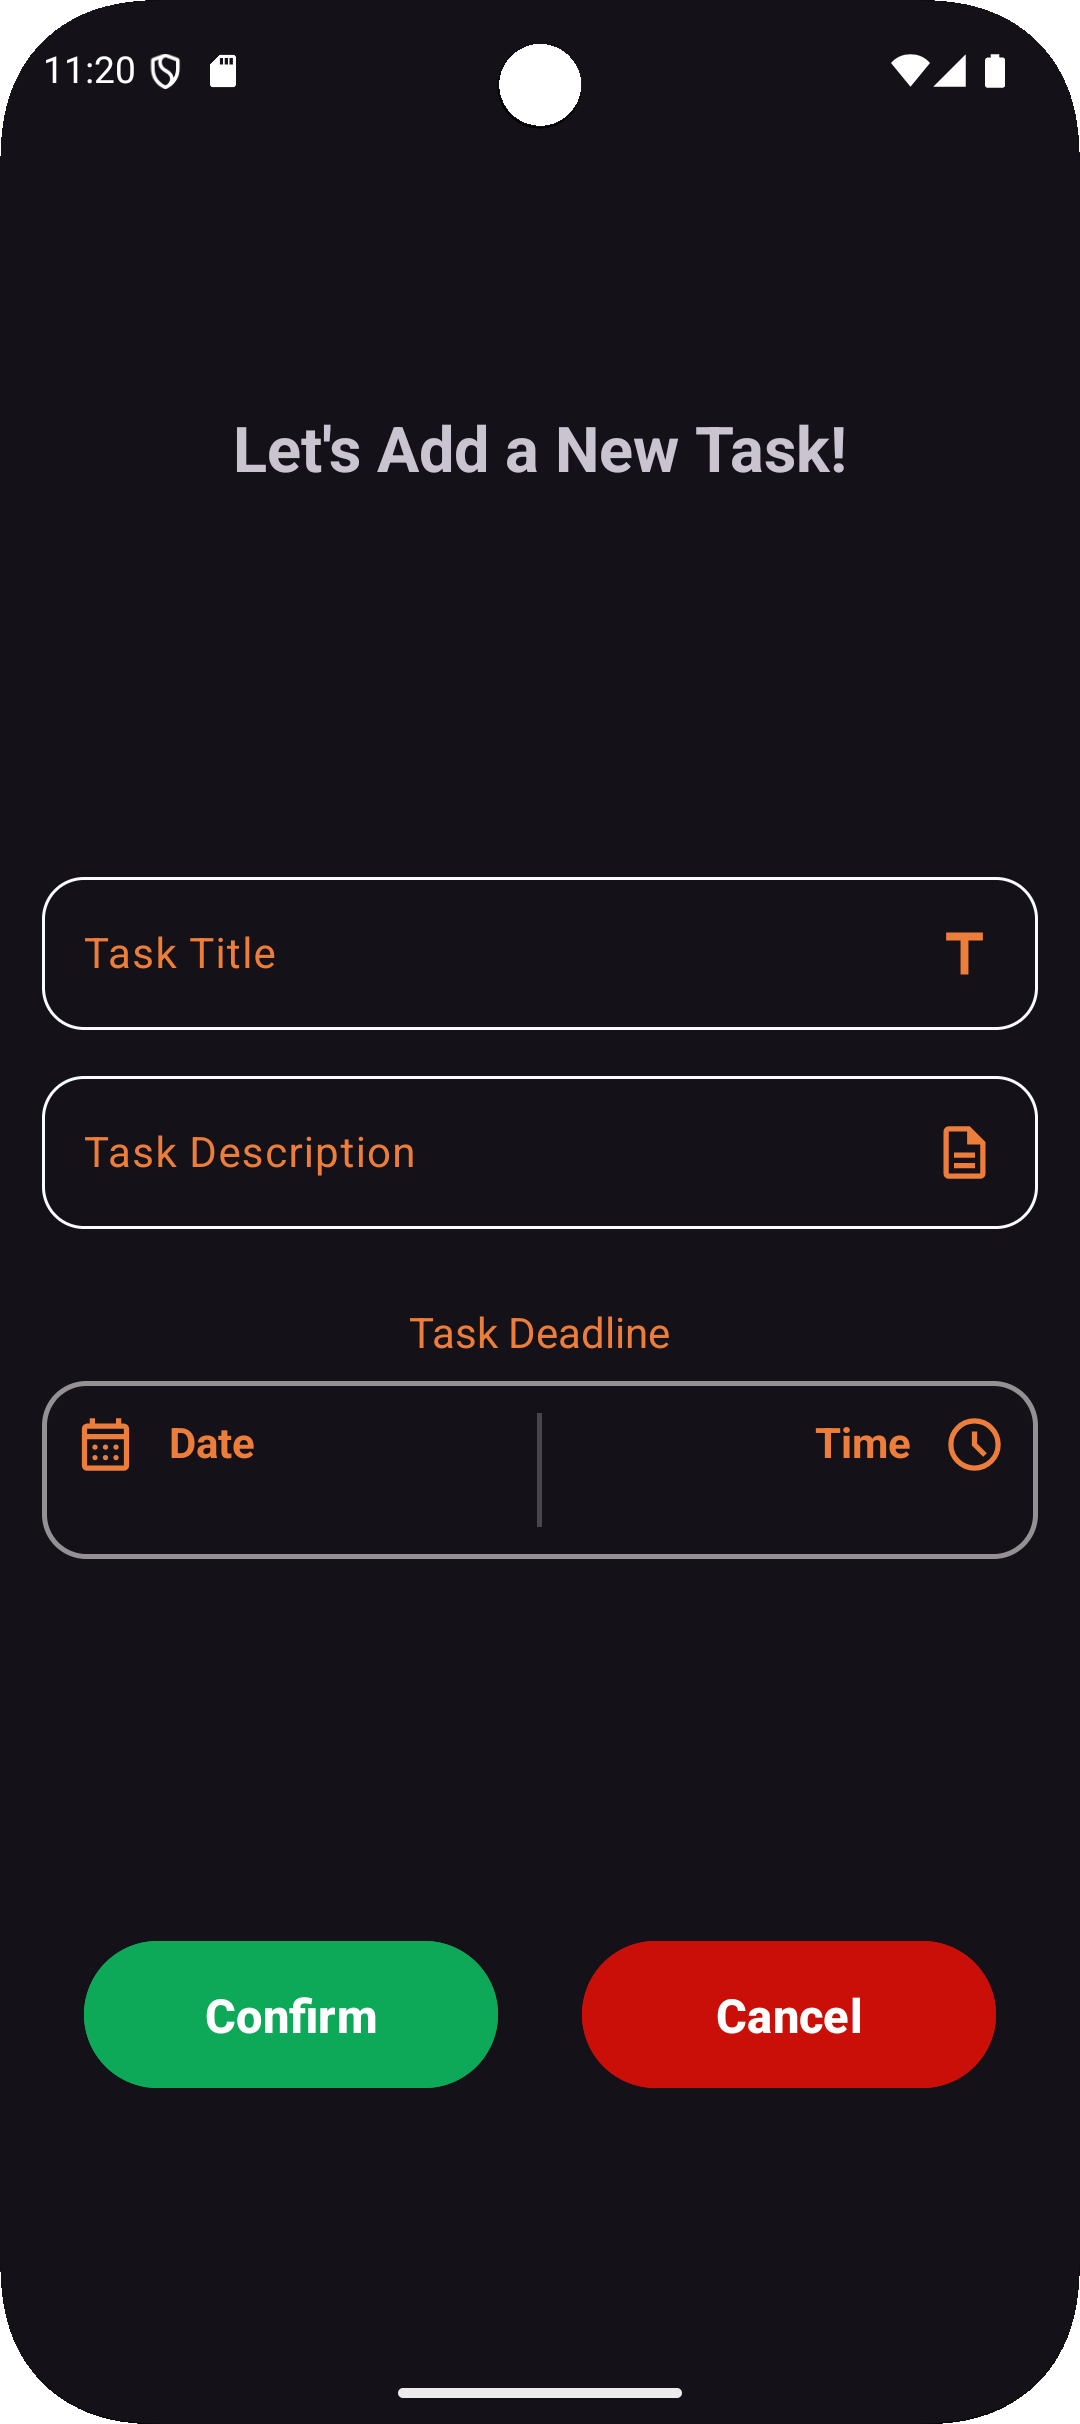 11:20
Let's Add a New Task!
Task Title
Task Description
Task Deadline
Date Time
Confirm Cancel